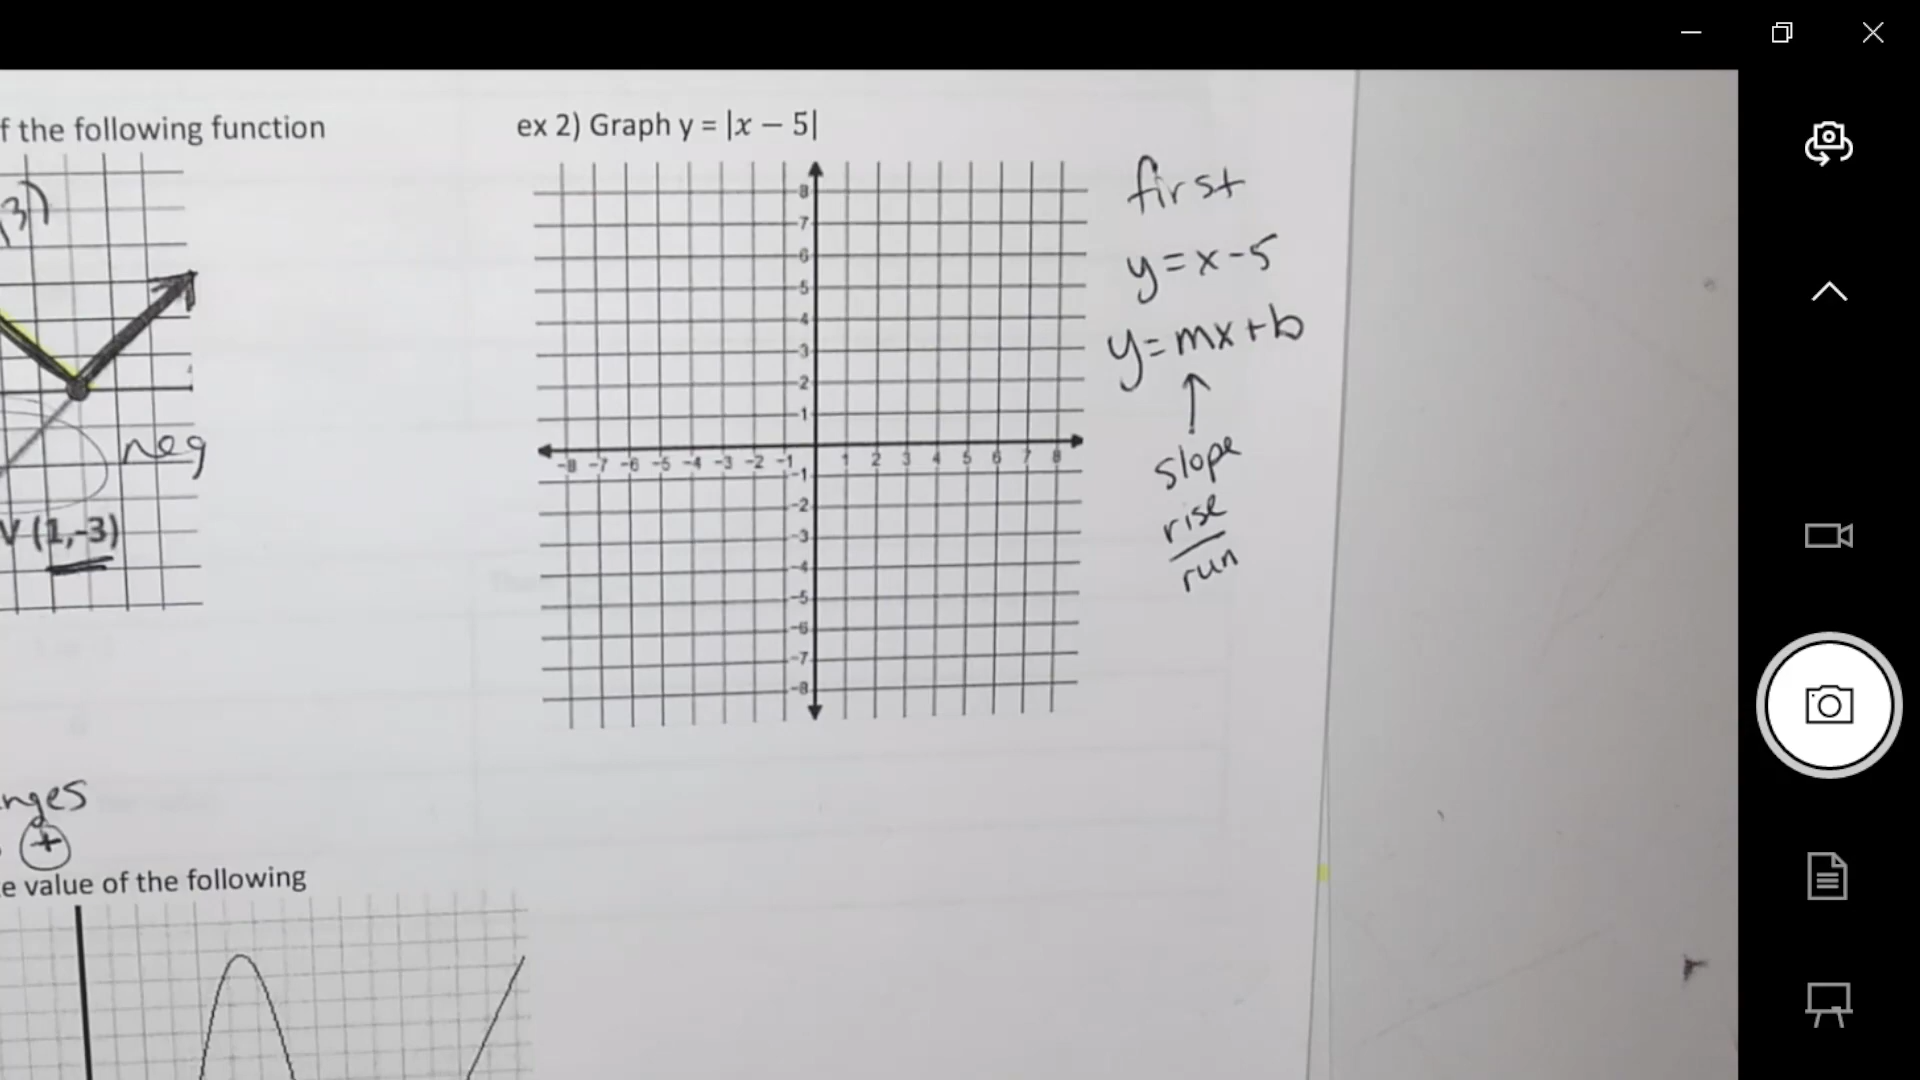 f the following function
3)
neg
V (1,-3)
nges
+
e value of the following
ex 2) Graph y = |x − 5|
8
7
6
5
4
3
2
1
-8 -7 -6 -5 -4 -3 -2 -1 1 2 3 4 5 6 7 8
-1
-2
-3
-4
-5
-6
-7
-8
first
y=x-5
y=mx+b
slope
rise
run